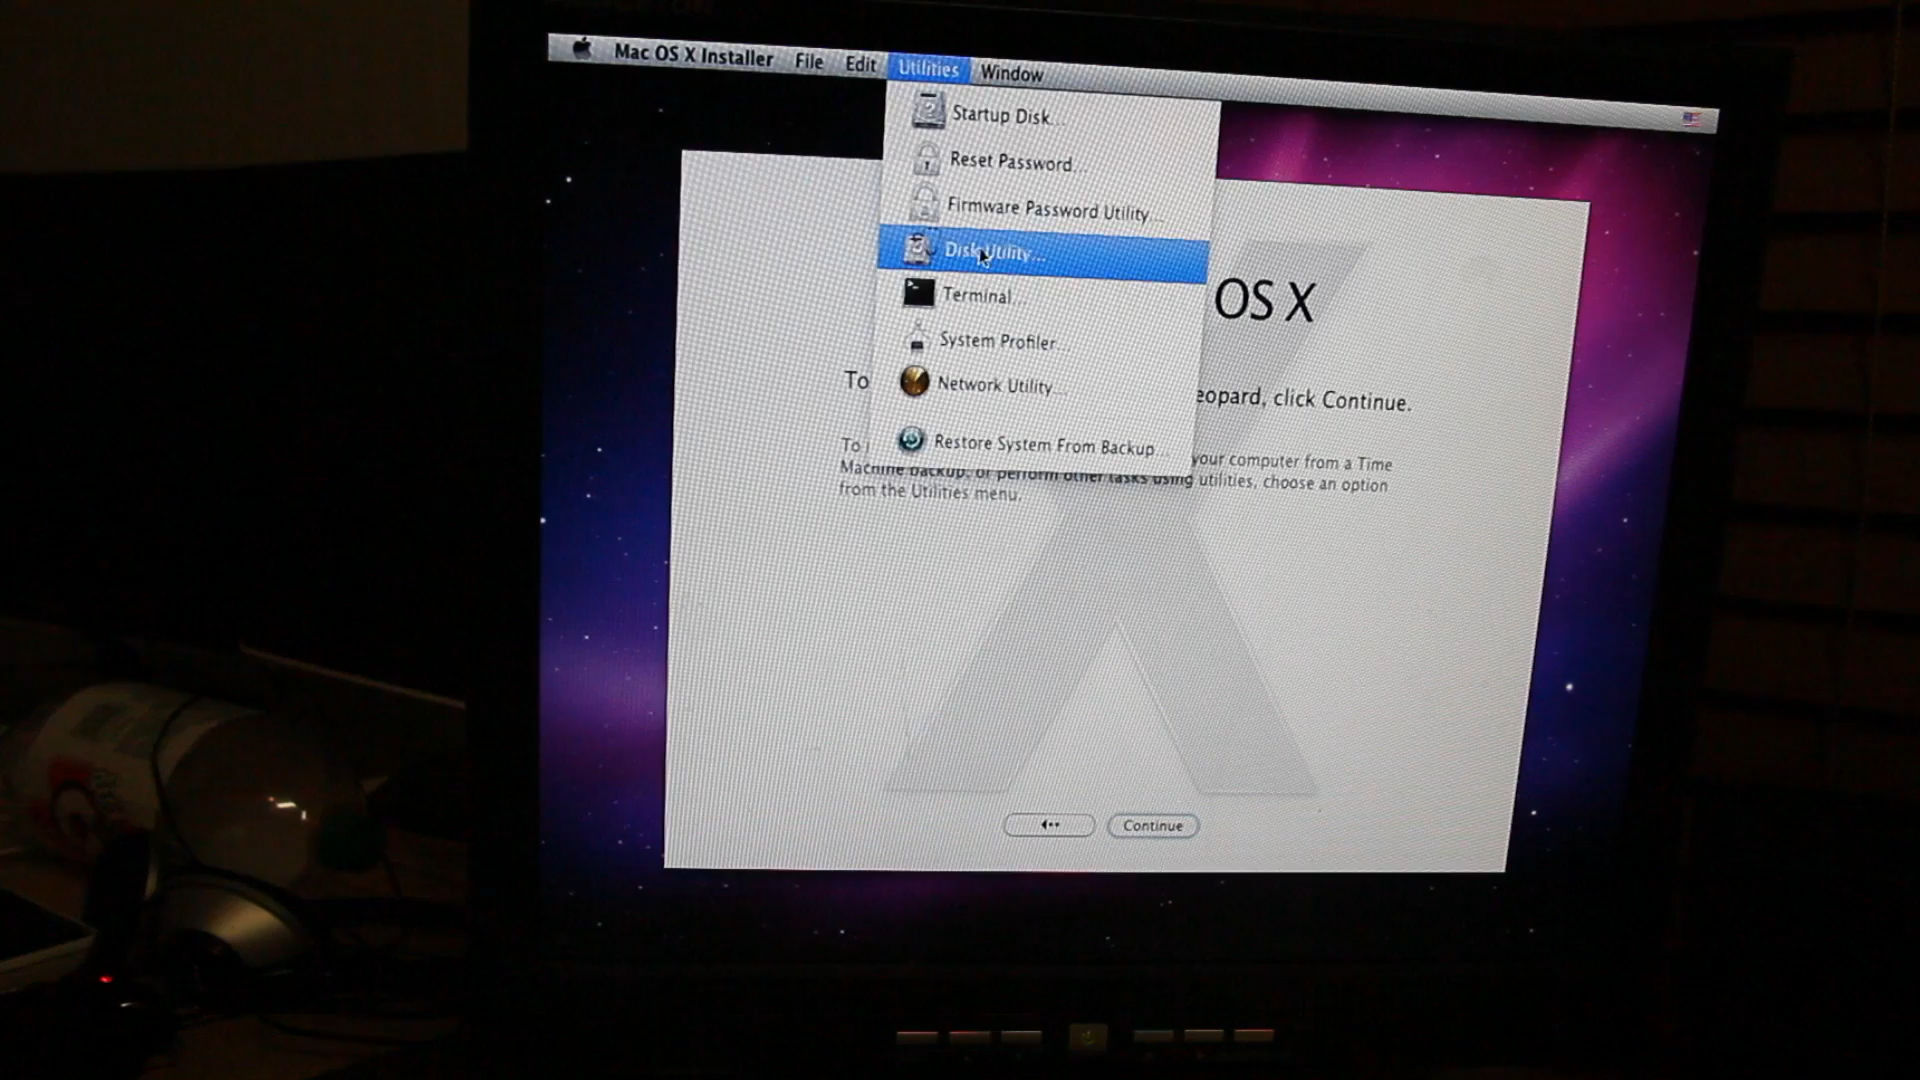 Mac OS X Installer File Edit Utilities Window
Startup Disk...
Reset Password...
Firmware Password Utility...
Disk Utility...
Terminal...
System Profiler...
Network Utility...
Restore System From Backup...
OS X
To eopard, click Continue.
To your computer from a Time
Machine backup, or perform other tasks using utilities, choose an option
from the Utilities menu.
Continue